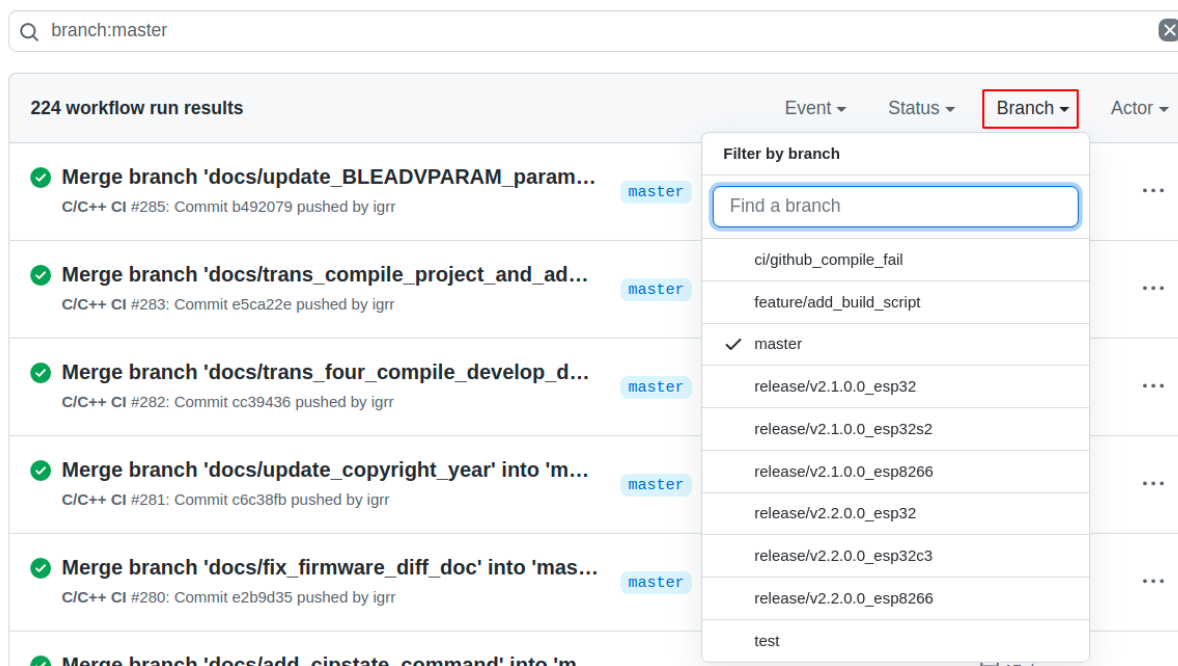 branch:master
224 workflow run results
Event
Status
Branch
Actor
Merge branch 'docs/update_BLEADVPARAM_param...
master
C/C++ CI #285: Commit b492079 pushed by igrr
Merge branch 'docs/trans_compile_project_and_ad...
master
C/C++ CI #283: Commit e5ca22e pushed by igrr
Merge branch 'docs/trans_four_compile_develop_d...
master
C/C++ CI #282: Commit cc39436 pushed by igrr
Merge branch 'docs/update_copyright_year' into 'm...
master
C/C++ CI #281: Commit c6c38fb pushed by igrr
Merge branch 'docs/fix_firmware_diff_doc' into 'mas...
master
C/C++ CI #280: Commit e2b9d35 pushed by igrr
Merge branch 'docs/add_cipstate_command' into 'm
Filter by branch
Find a branch
ci/github_compile_fail
feature/add_build_script
master
release/v2.1.0.0_esp32
release/v2.1.0.0_esp32s2
release/v2.1.0.0_esp8266
release/v2.2.0.0_esp32
release/v2.2.0.0_esp32c3
release/v2.2.0.0_esp8266
test